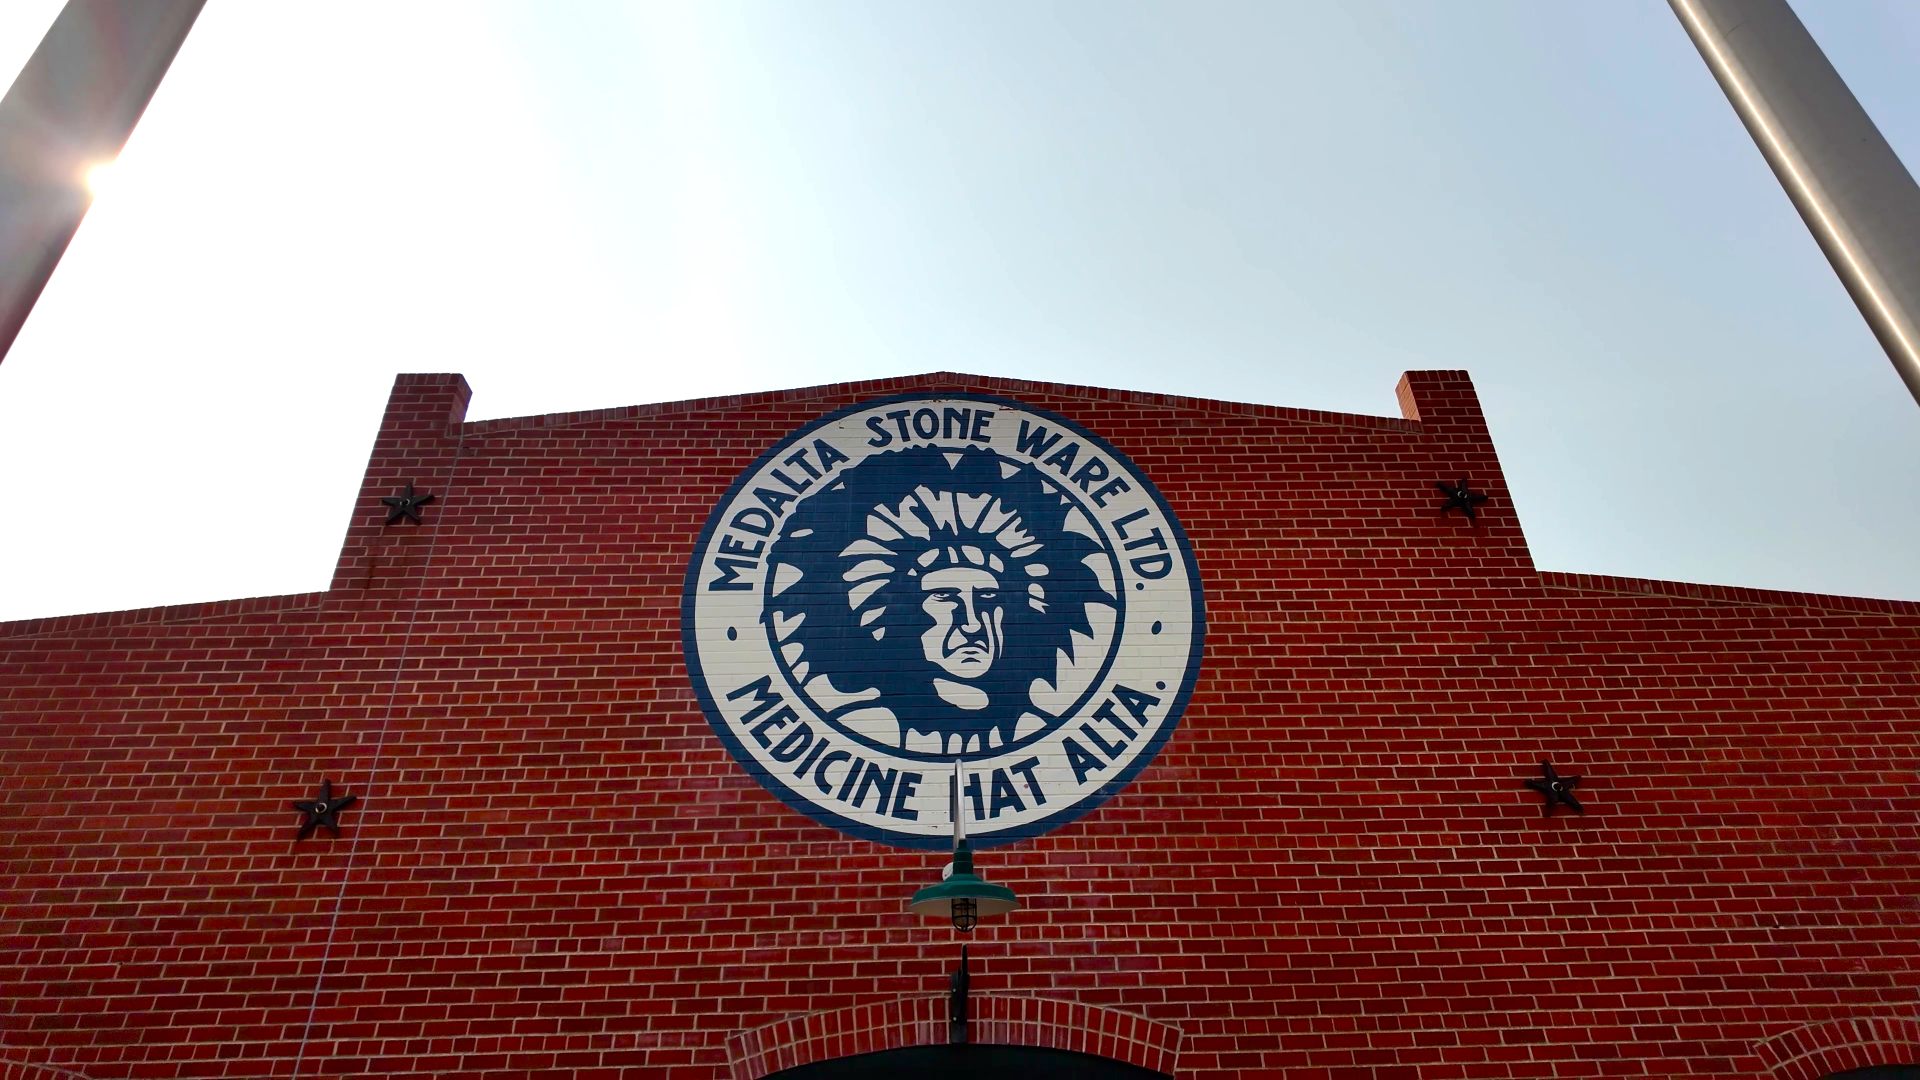 MEDALTA STONE WARE LTD.
MEDICINE HAT ALTA.